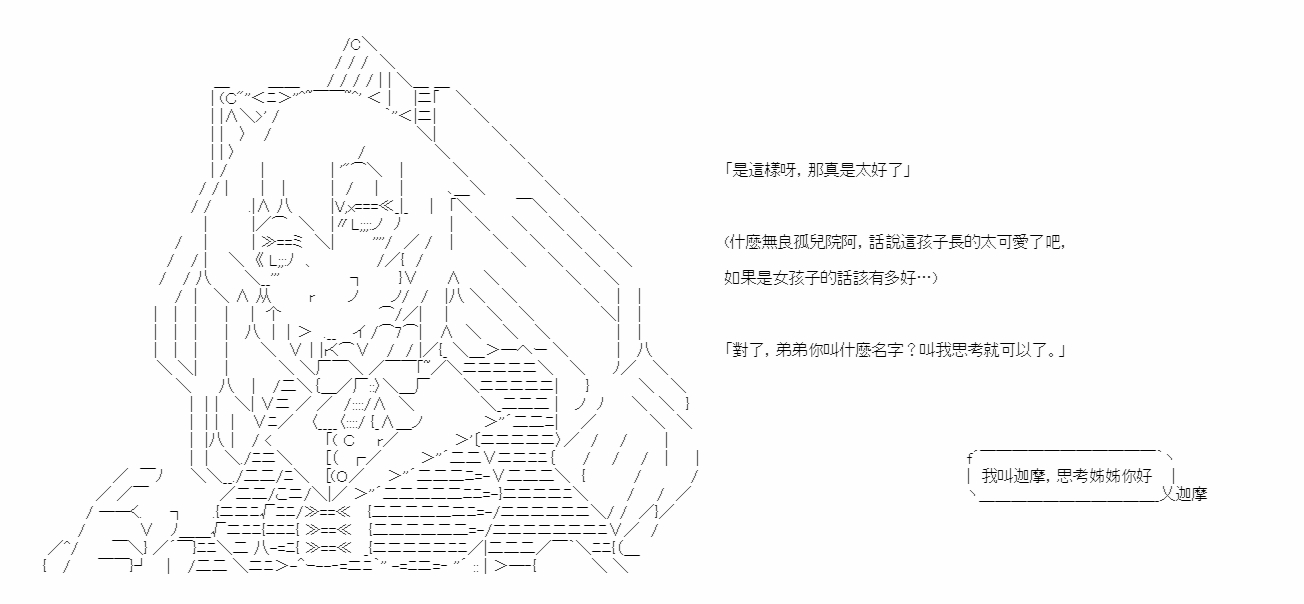 「是這樣呀，那真是太好了」
（什麼無良孤兒院阿，話說這孩子長的太可愛了吧，
如果是女孩子的話該有多好…）
「對了，弟弟你叫什麼名字？叫我思考就可以了。」
我叫迦摩，思考姊姊你好
乂迦摩